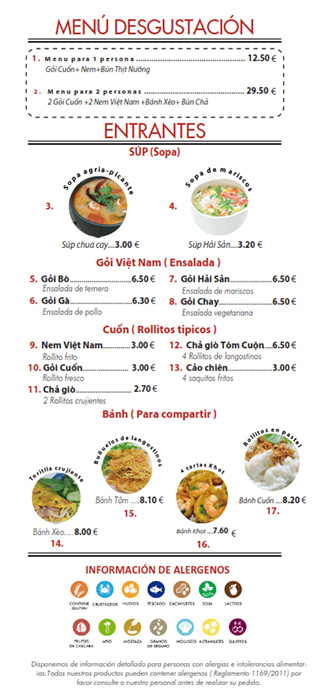 MENÚ DESGUSTACIÓN
1. Menu para 1 persona..........................12.50 €
Gỏi Cuốn+ Nem+Bún Thịt Nướng
2. Menu para 2 personas........................29.50 €
2 Gỏi Cuốn +2 Nem Việt Nam +Bánh Xèo+ Bún Chả
ENTRANTES
SÚP (Sopa)
Sopa agria-picante
Sopa de mariscos
3.
4.
Súp chua cay...3.00 €
Súp Hải Sản...3.20 €
Gỏi Việt Nam ( Ensalada )
5. Gỏi Bò.................6.50 €
Ensalada de ternera
6. Gỏi Gà.................6.30 €
Ensalada de pollo
7. Gỏi Hải Sản............6.50 €
Ensalada de mariscos
8. Gỏi Chay...............6.50 €
Ensalada vegetariana
Cuốn ( Rollitos tipicos )
9. Nem Việt Nam...........3.00 €
Rollito frito
10. Gỏi Cuốn ............. 3.00 €
Rollito fresco
11. Chả giò ............... 2.70 €
2 Rollitos crujientes
12. Chả giò Tôm Cuộn....6.50 €
4 Rollitos de langostinos
13. Cảo chiên..............3.00 €
4 saquitos fritos
Bánh ( Para compartir )
Tortilla crujiente
Buñuelos de langostinos
4 tartas Khot
Rollitos en pastel
Bánh Xèo....8.00 €
14.
Bánh Tôm ....8.10 €
15.
Bánh Khot ....7.60 €
16.
Bánh Cuốn ...8.20 €
17.
INFORMACIÓN DE ALERGENOS
CONTIENE GLUTEN
CRUSTÁCEOS
HUEVOS
PESCADO
CACAHUETES
SOJA
LÁCTEOS
FRUTOS DE CÁSCARA
APIO
MOSTAZA
GRANOS DE SÉSAMO
MOLUSCO
ALTRAMUCES
SULFITOS
Disponemos de información detallada para personas con alergias e intolerancias alimentar-
ias.Todos nuestros productos pueden contener alergenos ( Reglamento 1169/2011) por
favor consulte a nuestro personal antes de realizar su pedido.